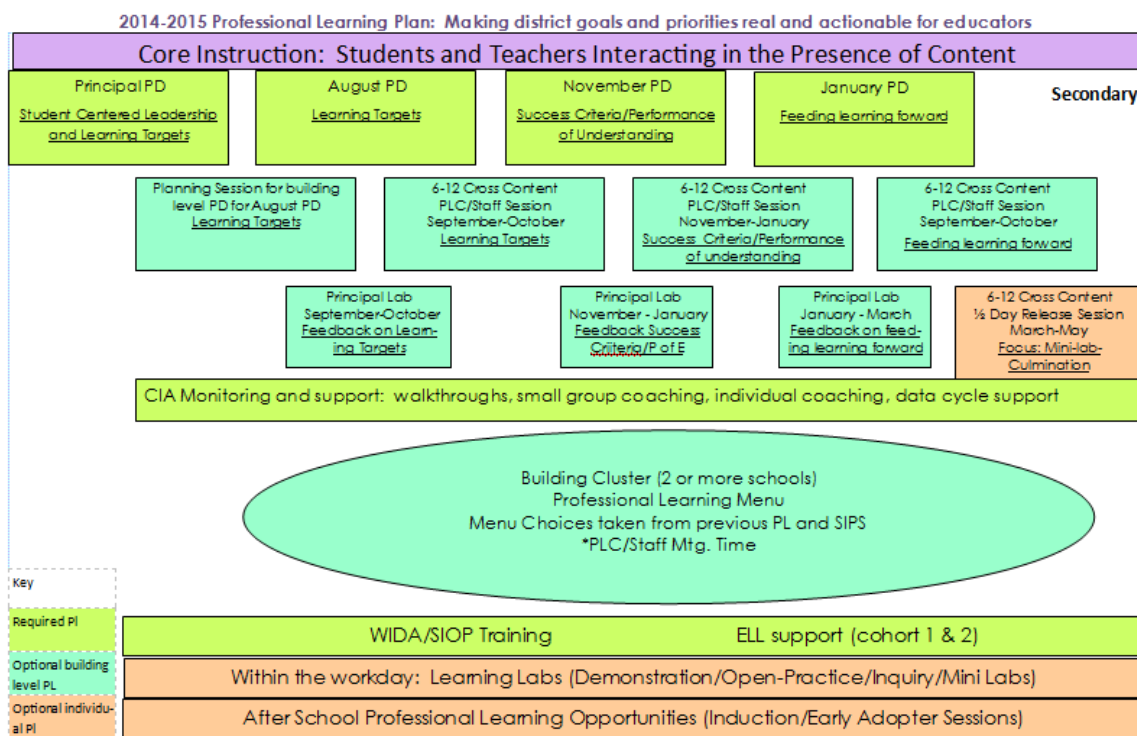 2014-2015 Professional Learning Plan: Making district goals and priorities real and actionable for educators
Core Instruction: Students and Teachers Interacting in the Presence of Content
Principal PD
Student Centered Leadership
and Learning Targets
August PD
Learning Targets
November PD
Success Criteria/Performance
of Understanding
January PD
Feeding learning forward
Secondary
Planning Session for building
level PD for August PD
Learning Targets
6-12 Cross Content
PLC/Staff Session
September-October
Learning Targets
6-12 Cross Content
PLC/Staff Session
November-January
Success Criteria/Performance
of understanding
6-12 Cross Content
PLC/Staff Session
September-October
Feeding learning forward
Principal Lab
September-October
Feedback on Learn-
ing Targets
Principal Lab
November - January
Feedback Success
Crjiteria/P of E
Principal Lab
January - March
Feedback on feed-
ing learning forward
6-12 Cross Content
½ Day Release Session
March-May
Focus: Mini-lab-
Culmination
CIA Monitoring and support: walkthroughs, small group coaching, individual coaching, data cycle support
Building Cluster (2 or more schools)
Professional Learning Menu
Menu Choices taken from previous PL and SIPS
*PLC/Staff Mtg. Time
Key
Required Pl
Optional building
level PL
Optional individu-
al Pl
WIDA/SIOP Training ELL support (cohort 1 & 2)
Within the workday: Learning Labs (Demonstration/Open-Practice/Inquiry/Mini Labs)
After School Professional Learning Opportunities (Induction/Early Adopter Sessions)